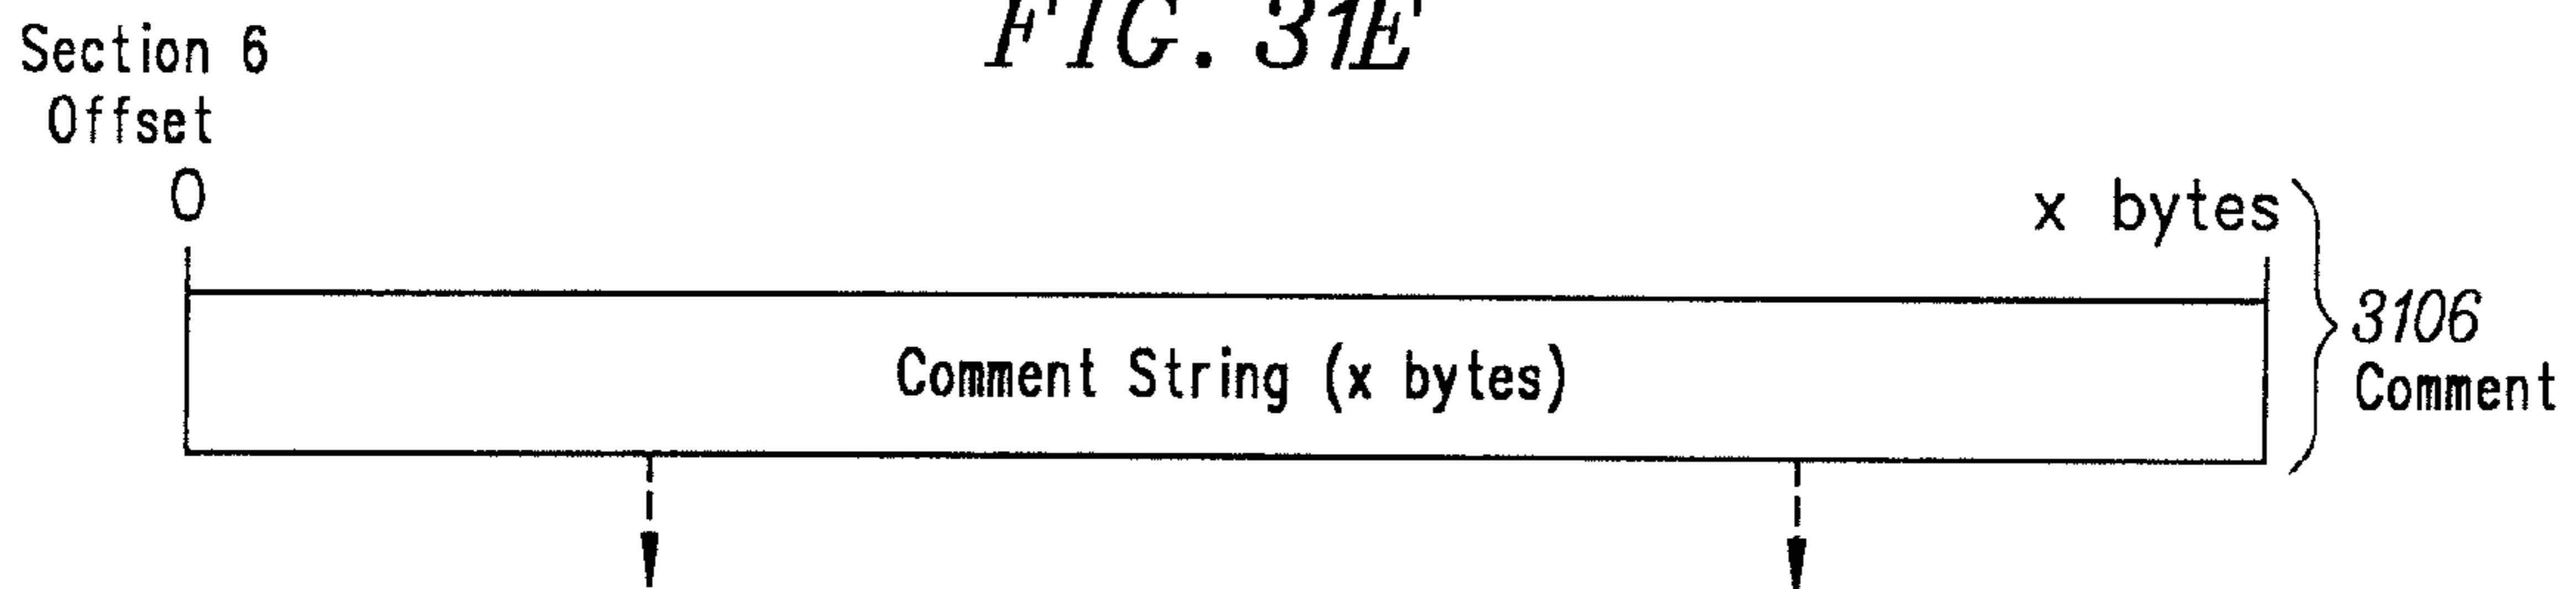 FIG. 31E
Section 6
Offset
0
x bytes
Comment String (x bytes)
3106
Comment